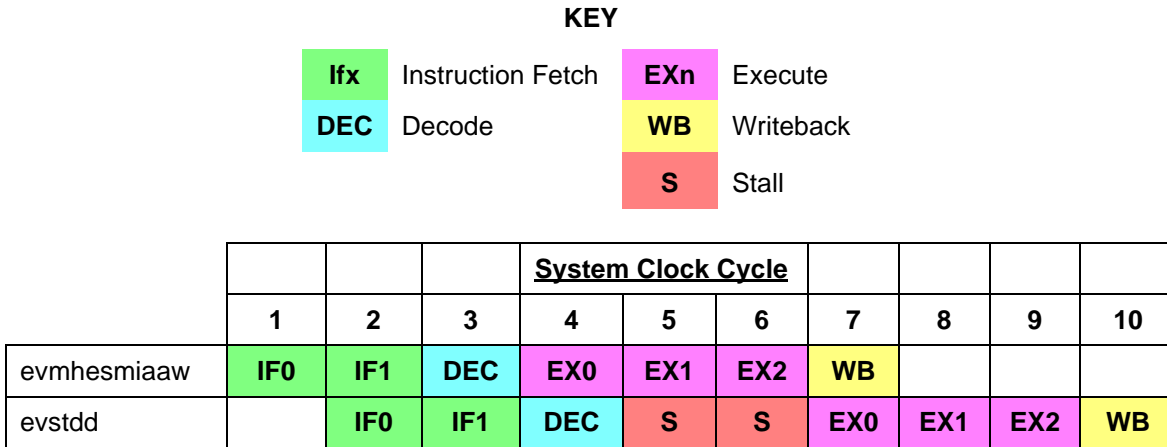 KEY
Ifx Instruction Fetch EXn Execute
DEC Decode WB Writeback
S Stall
System Clock Cycle
1 2 3 4 5 6 7 8 9 10
evmhesmiaaw IF0 IF1 DEC EX0 EX1 EX2 WB
evstdd IF0 IF1 DEC S S EX0 EX1 EX2 WB